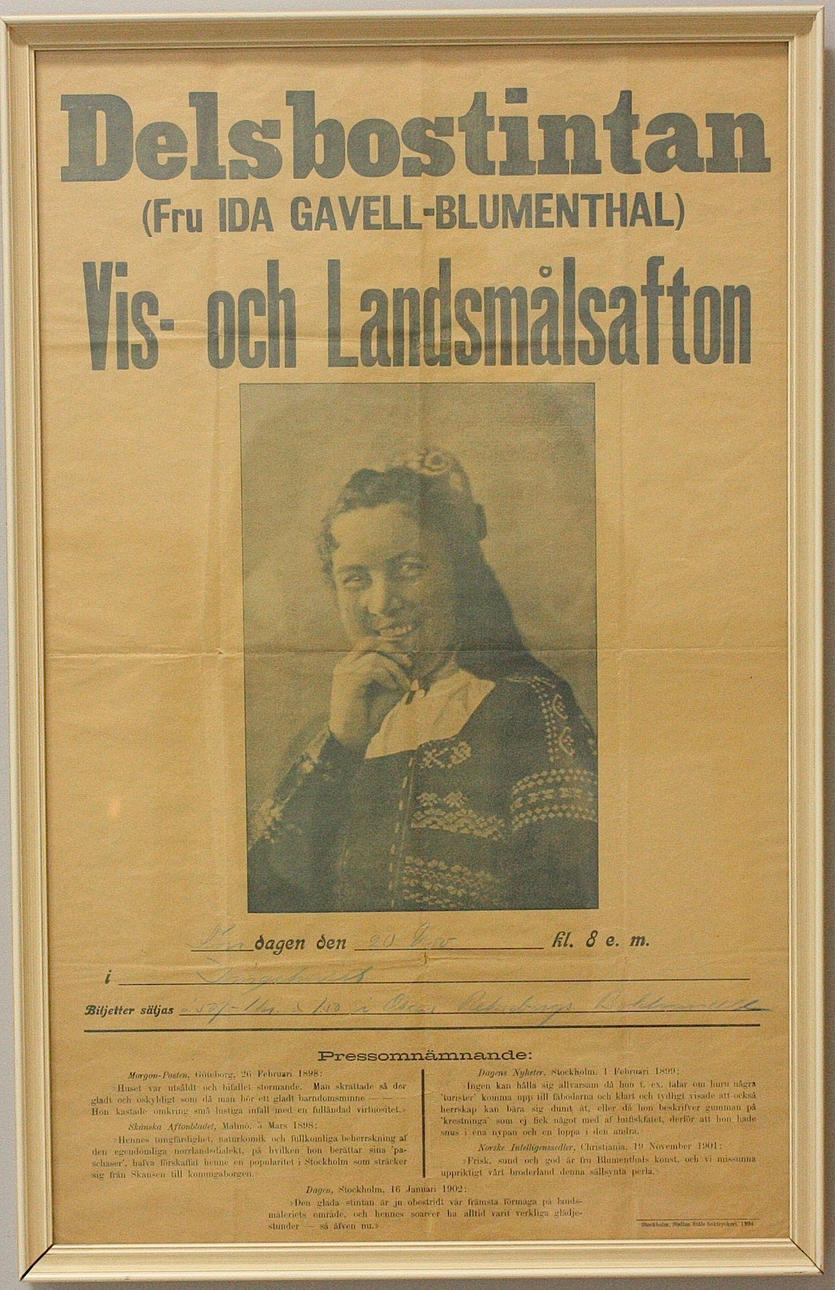 Delsbostintan
(Fru IDA GAVELL-BLUMENTHAL)
Vis- och Landsmålsafton
dagen den 20 kl. 8 e. m.
i
Biljetter säljas
Pressomnämnande:
Morgon-Posten, Göteborg, 26 Februari 1898:
»Huset var utsåldt och bifallet stormande. Man skrattade så der
gladt och oskyldigt som då man hör ett gladt barndomsminne — —
Hon kastade omkring små lustiga infall med en fulländad virtuositet.»
Skånska Aftonbladet, Malmö, 5 Mars 1898:
»Hennes tungfärdighet, naturkomik och fullkomliga beherrskning af
den egendomliga norrlandsdialekt, på hvilken hon berättar sina 'pa-
schaser', hafva förskaffat henne en popularitet i Stockholm som sträcker
sig från Skansen till konungaborgen.
Dagens Nyheter, Stockholm, 1 Februari 1899:
»Ingen kan hålla sig allvarsam då hon t. ex. talar om huru några
'turister' komma upp till fäbodarna och klart och tydligt visade att också
herrskap kan bära sig dumt åt, eller då hon beskrifver gumman på
'krestninga' som ej fick något med af hufiskfatet, derför att hon hade
snus i ena nypan och en loppa i den andra.
Norske Intelligenssedler, Christiania, 19 November 1901:
»Frisk, sund och god är fru Blumenthals konst, och vi missunna
uppriktigt vårt broderland denna sällsynta perla.
Dagen, Stockholm, 16 Januari 1902:
»Den glada stintan är ju obestridt vår främsta förmåga på lands-
måleriets område, och hennes soaréer ha alltid varit verkliga glädje-
stunder — så äfven nu.»
Stockholm, Ståls boktryckeri,